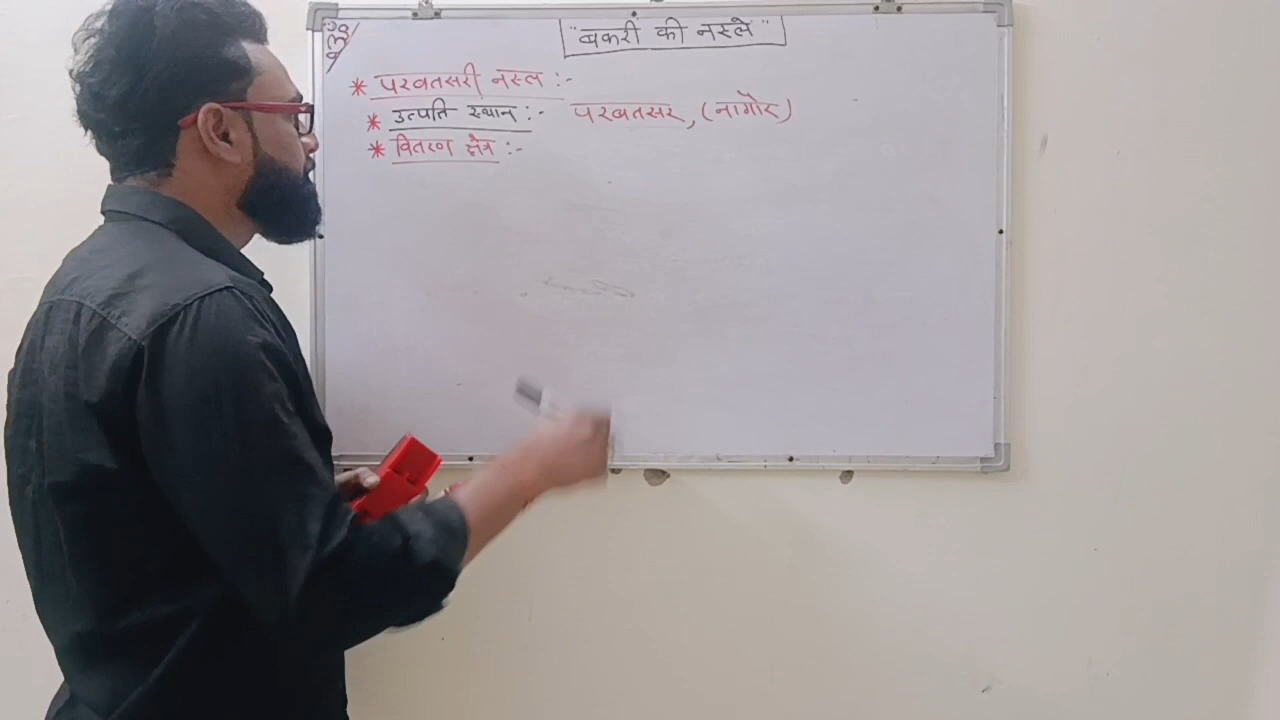 "बकरी की नस्ले"
* परबतसरी नस्ल :-
* उत्पति स्थान :- परबतसर, (नागौर)
* वितरण क्षेत्र :-